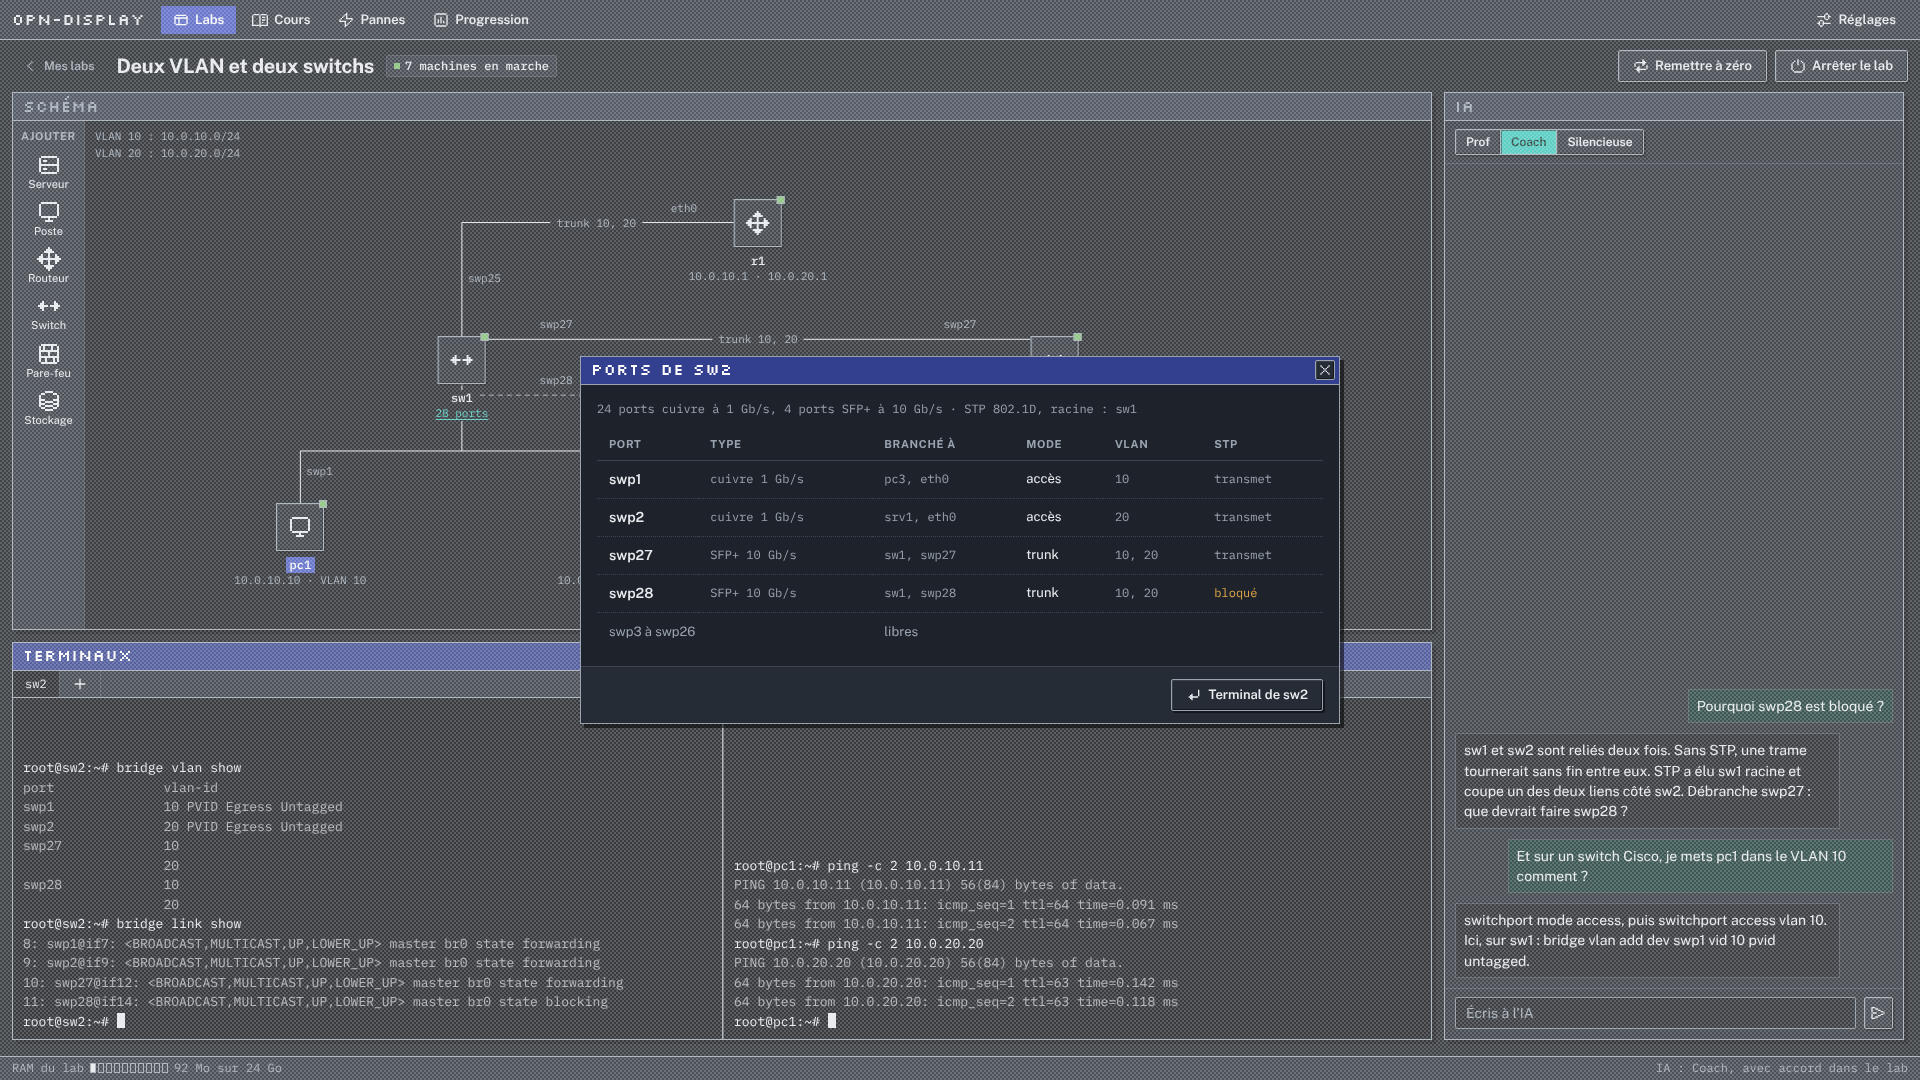 OPN-DISPLAY
Labs
Cours
Pannes
Progression
Réglages
Mes labs
Deux VLAN et deux switchs
7 machines en marche
Remettre à zéro
Arrêter le lab
SCHÉMA
AJOUTER
Serveur
Poste
Routeur
Switch
Pare-feu
Stockage
VLAN 10 : 10.0.10.0/24
VLAN 20 : 10.0.20.0/24
eth0
trunk 10, 20
r1
10.0.10.1 · 10.0.20.1
swp25
swp27
swp27
trunk 10, 20
swp28
sw1
28 ports
swp1
pc1
10.0.10.10 · VLAN 10
10.0
PORTS DE SW2
24 ports cuivre à 1 Gb/s, 4 ports SFP+ à 10 Gb/s · STP 802.1D, racine : sw1
PORT TYPE BRANCHÉ À MODE VLAN STP
swp1 cuivre 1 Gb/s pc3, eth0 accès 10 transmet
swp2 cuivre 1 Gb/s srv1, eth0 accès 20 transmet
swp27 SFP+ 10 Gb/s sw1, swp27 trunk 10, 20 transmet
swp28 SFP+ 10 Gb/s sw1, swp28 trunk 10, 20 bloqué
swp3 à swp26 libres
Terminal de sw2
TERMINAUX
sw2
+
root@sw2:~# bridge vlan show
port vlan-id
swp1 10 PVID Egress Untagged
swp2 20 PVID Egress Untagged
swp27 10
20
swp28 10
20
root@sw2:~# bridge link show
8: swp1@if7: <BROADCAST,MULTICAST,UP,LOWER_UP> master br0 state forwarding
9: swp2@if9: <BROADCAST,MULTICAST,UP,LOWER_UP> master br0 state forwarding
10: swp27@if12: <BROADCAST,MULTICAST,UP,LOWER_UP> master br0 state forwarding
11: swp28@if14: <BROADCAST,MULTICAST,UP,LOWER_UP> master br0 state blocking
root@sw2:~#
root@pc1:~# ping -c 2 10.0.10.11
PING 10.0.10.11 (10.0.10.11) 56(84) bytes of data.
64 bytes from 10.0.10.11: icmp_seq=1 ttl=64 time=0.091 ms
64 bytes from 10.0.10.11: icmp_seq=2 ttl=64 time=0.067 ms
root@pc1:~# ping -c 2 10.0.20.20
PING 10.0.20.20 (10.0.20.20) 56(84) bytes of data.
64 bytes from 10.0.20.20: icmp_seq=1 ttl=63 time=0.142 ms
64 bytes from 10.0.20.20: icmp_seq=2 ttl=63 time=0.118 ms
root@pc1:~#
IA
Prof
Coach
Silencieuse
Pourquoi swp28 est bloqué ?
sw1 et sw2 sont reliés deux fois. Sans STP, une trame
tournerait sans fin entre eux. STP a élu sw1 racine et
coupe un des deux liens côté sw2. Débranche swp27 :
que devrait faire swp28 ?
Et sur un switch Cisco, je mets pc1 dans le VLAN 10
comment ?
switchport mode access, puis switchport access vlan 10.
Ici, sur sw1 : bridge vlan add dev swp1 vid 10 pvid
untagged.
Écris à l'IA
RAM du lab
92 Mo sur 24 Go
IA : Coach, avec accord dans le lab